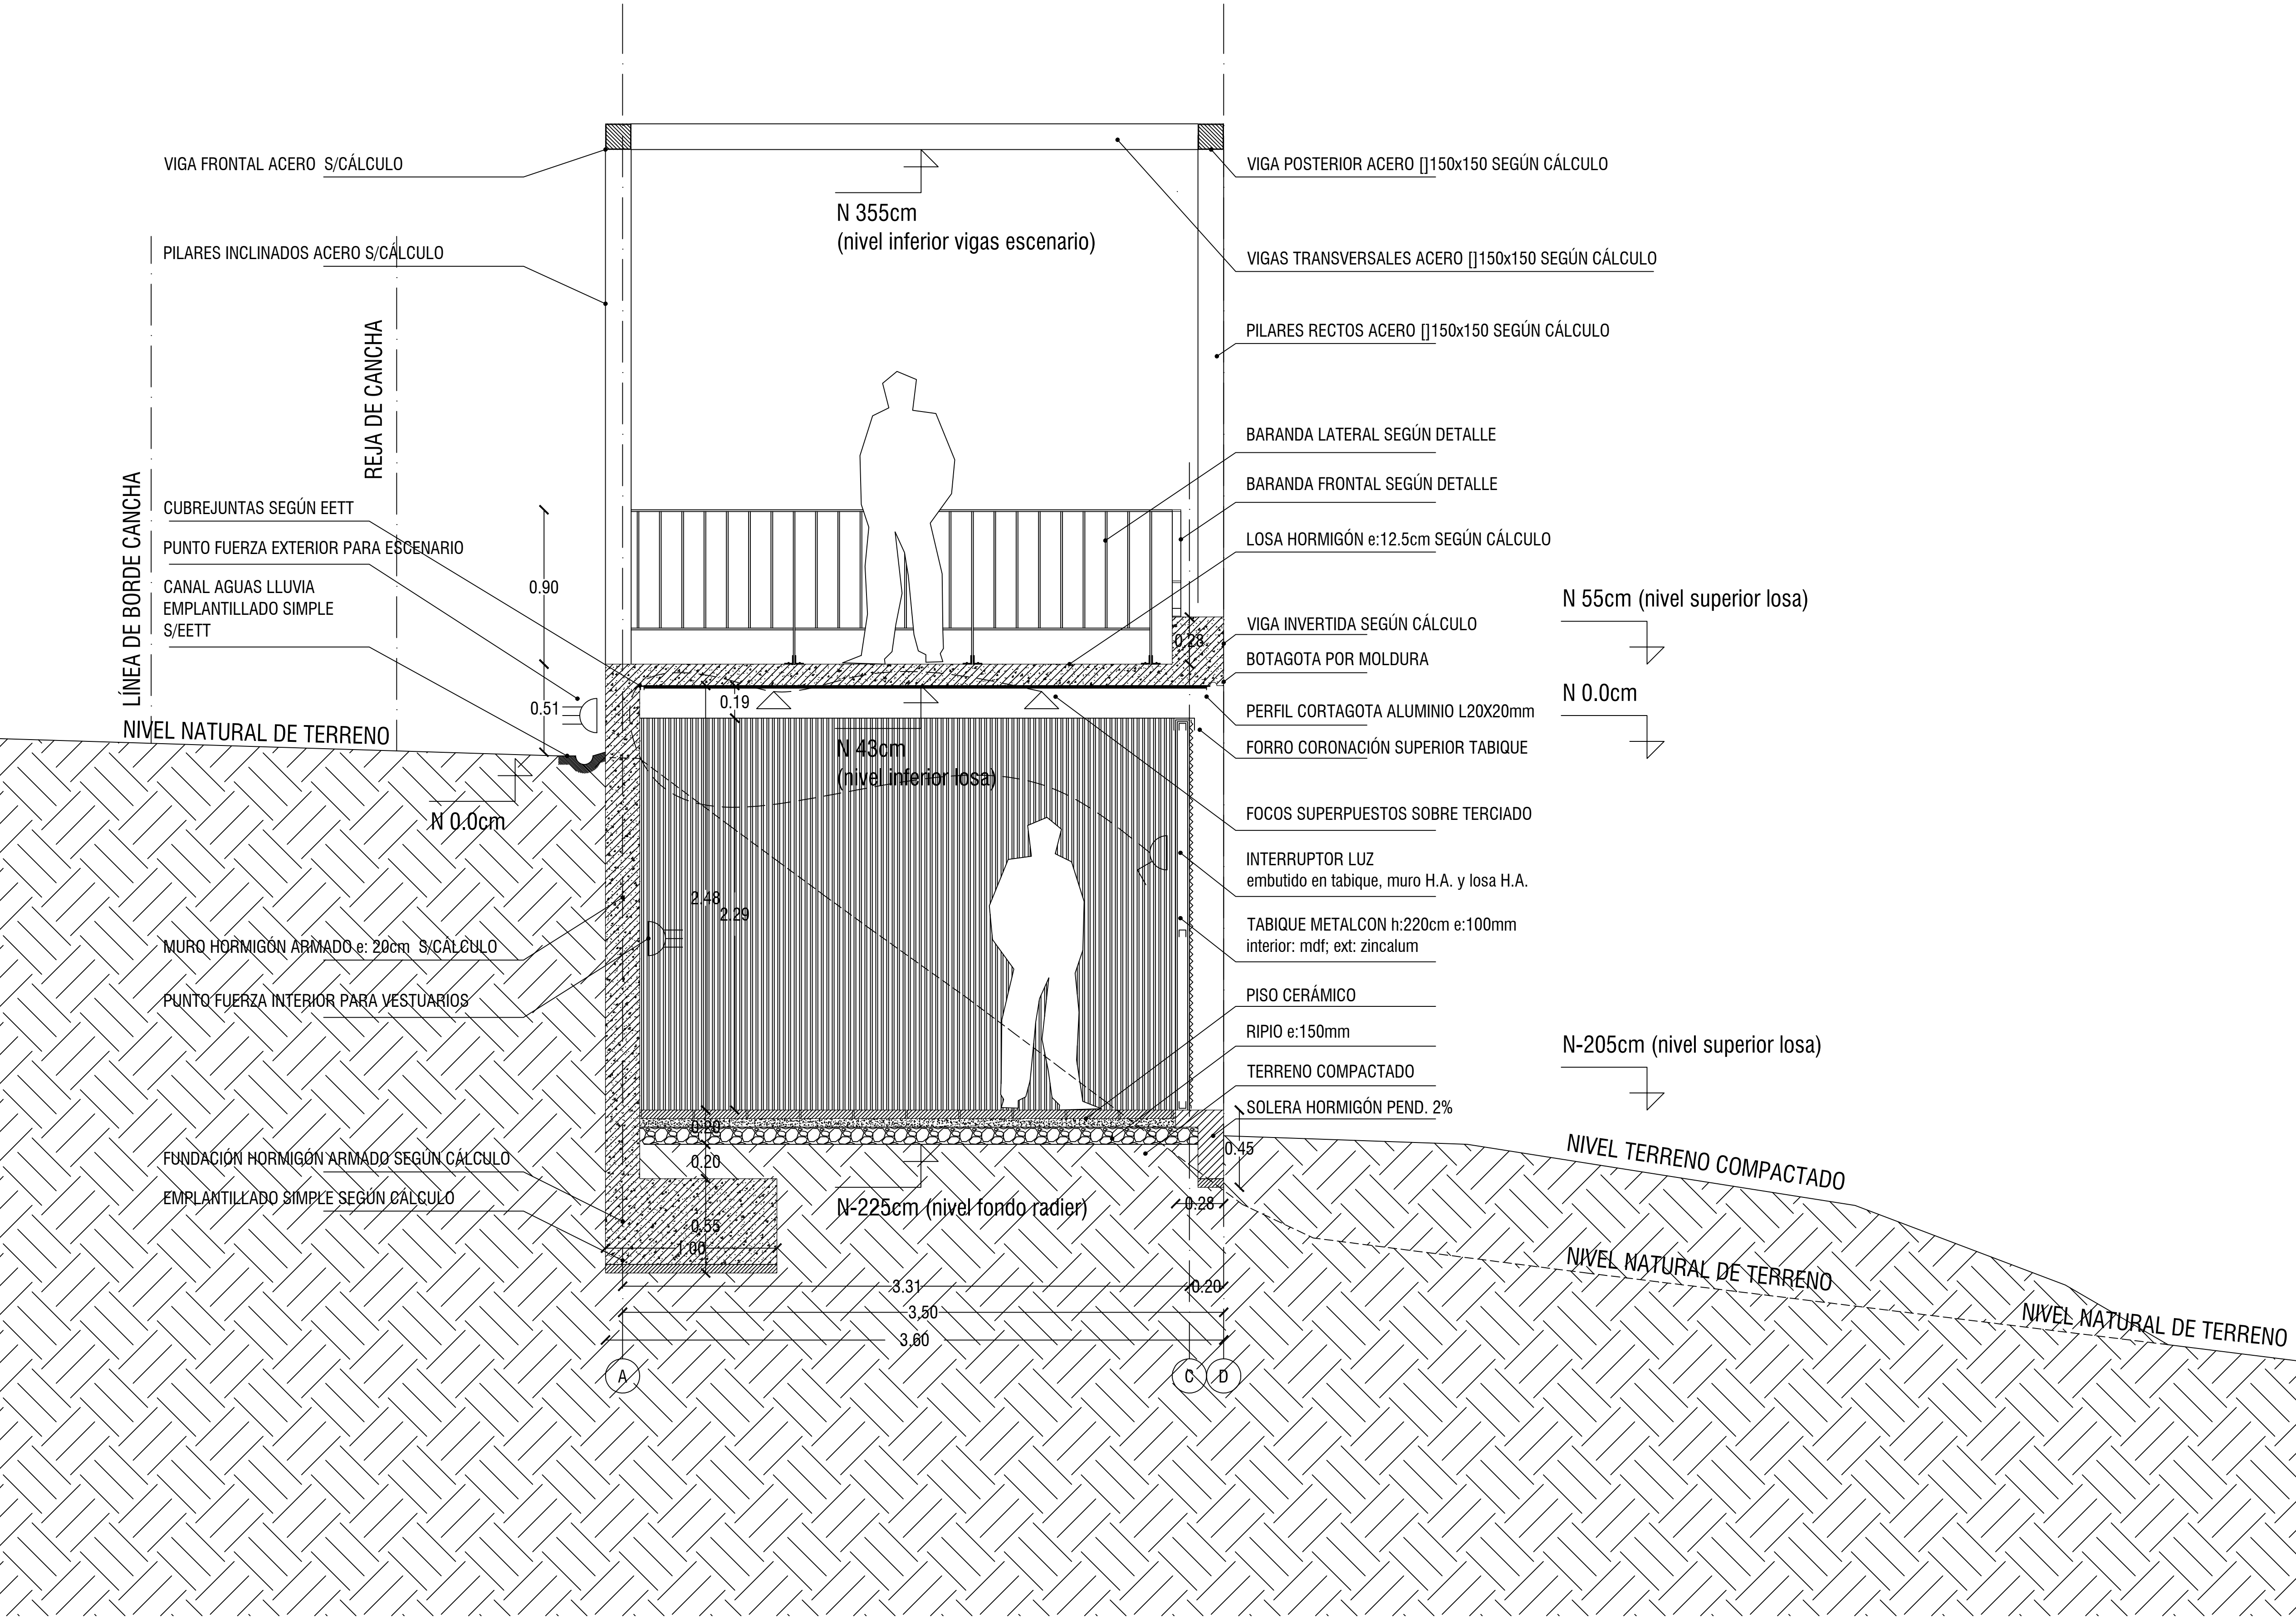 VIGA FRONTAL ACERO S/CÁLCULO
PILARES INCLINADOS ACERO S/CÁLCULO
REJA DE CANCHA
LÍNEA DE BORDE CANCHA
CUBREJUNTAS SEGÚN EETT
PUNTO FUERZA EXTERIOR PARA ESCENARIO
CANAL AGUAS LLUVIA
EMPLANTILLADO SIMPLE
S/EETT
NIVEL NATURAL DE TERRENO
N 0.0cm
MURO HORMIGÓN ARMADO e: 20cm S/CÁLCULO
PUNTO FUERZA INTERIOR PARA VESTUARIOS
FUNDACIÓN HORMIGÓN ARMADO SEGÚN CÁLCULO
EMPLANTILLADO SIMPLE SEGÚN CÁLCULO
0.90
0.51
N 355cm
(nivel inferior vigas escenario)
0.28
0.19
N 43cm
(nivel inferior losa)
2.48
2.29
0.20
0.20
0.55
1.00
N-225cm (nivel fondo radier)
0.45
0.28
3.31
0.20
3.50
3.60
A
C
D
VIGA POSTERIOR ACERO []150x150 SEGÚN CÁLCULO
VIGAS TRANSVERSALES ACERO []150x150 SEGÚN CÁLCULO
PILARES RECTOS ACERO []150x150 SEGÚN CÁLCULO
BARANDA LATERAL SEGÚN DETALLE
BARANDA FRONTAL SEGÚN DETALLE
LOSA HORMIGÓN e:12.5cm SEGÚN CÁLCULO
VIGA INVERTIDA SEGÚN CÁLCULO
BOTAGOTA POR MOLDURA
PERFIL CORTAGOTA ALUMINIO L20X20mm
FORRO CORONACIÓN SUPERIOR TABIQUE
FOCOS SUPERPUESTOS SOBRE TERCIADO
INTERRUPTOR LUZ
embutido en tabique, muro H.A. y losa H.A.
TABIQUE METALCON h:220cm e:100mm
interior: mdf; ext: zincalum
PISO CERÁMICO
RIPIO e:150mm
TERRENO COMPACTADO
SOLERA HORMIGÓN PEND. 2%
N 55cm (nivel superior losa)
N 0.0cm
N-205cm (nivel superior losa)
NIVEL TERRENO COMPACTADO
NIVEL NATURAL DE TERRENO
NIVEL NATURAL DE TERRENO